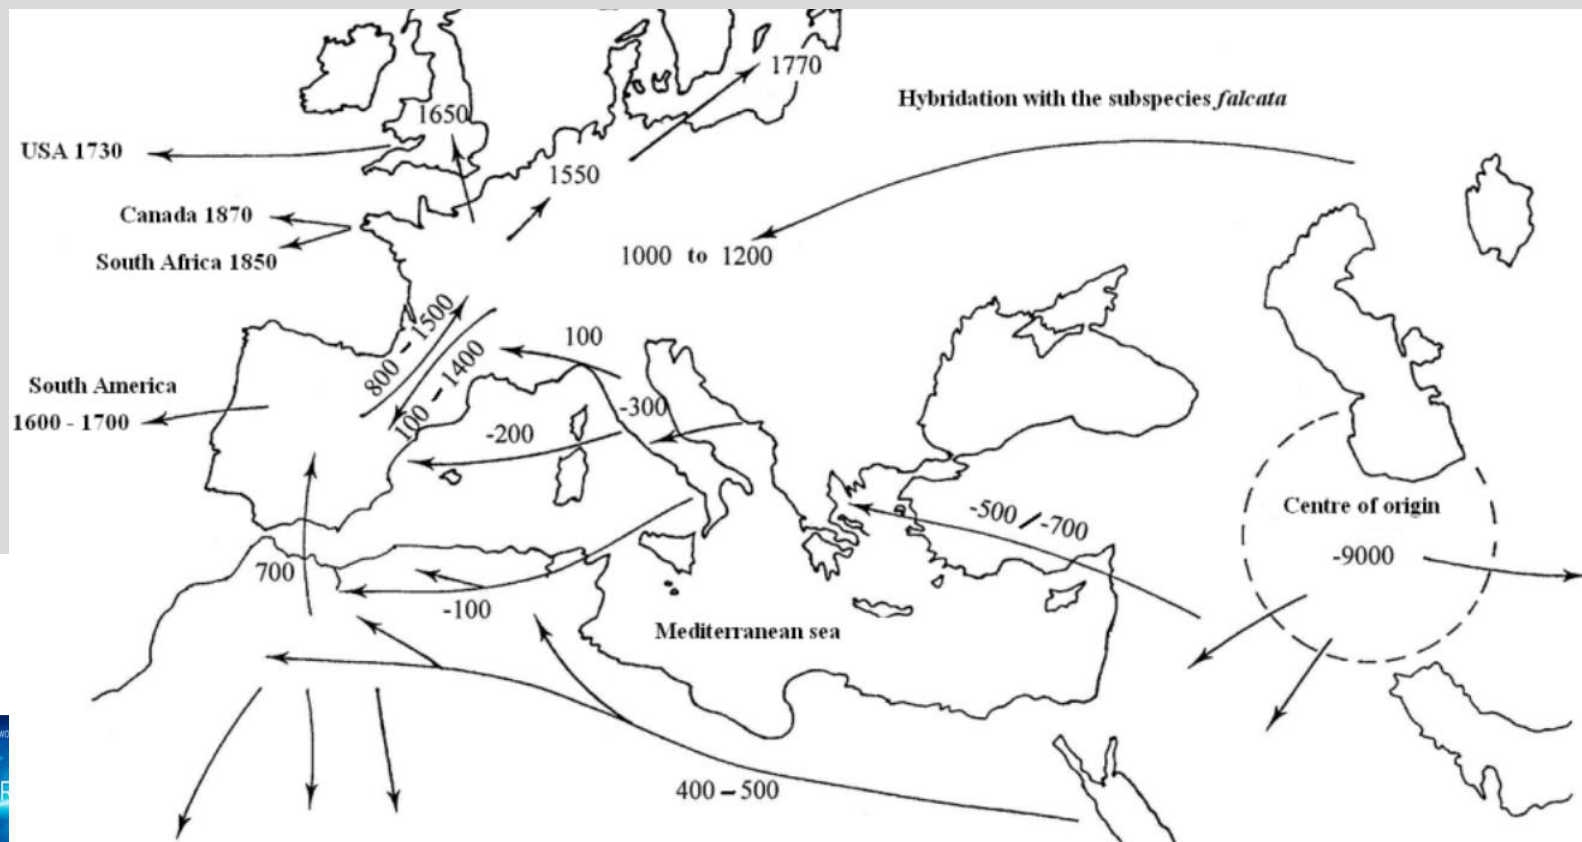 1770
Hybridation with the subspecies falcata
1650
USA 1730
1550
Canada 1870
1000 to 1200
South Africa 1850
800 – 1500
100
100 – 1400
South America
1600 - 1700
-300
-200
Centre of origin
-500 / -700
-9000
700
-100
Mediterranean sea
400 – 500